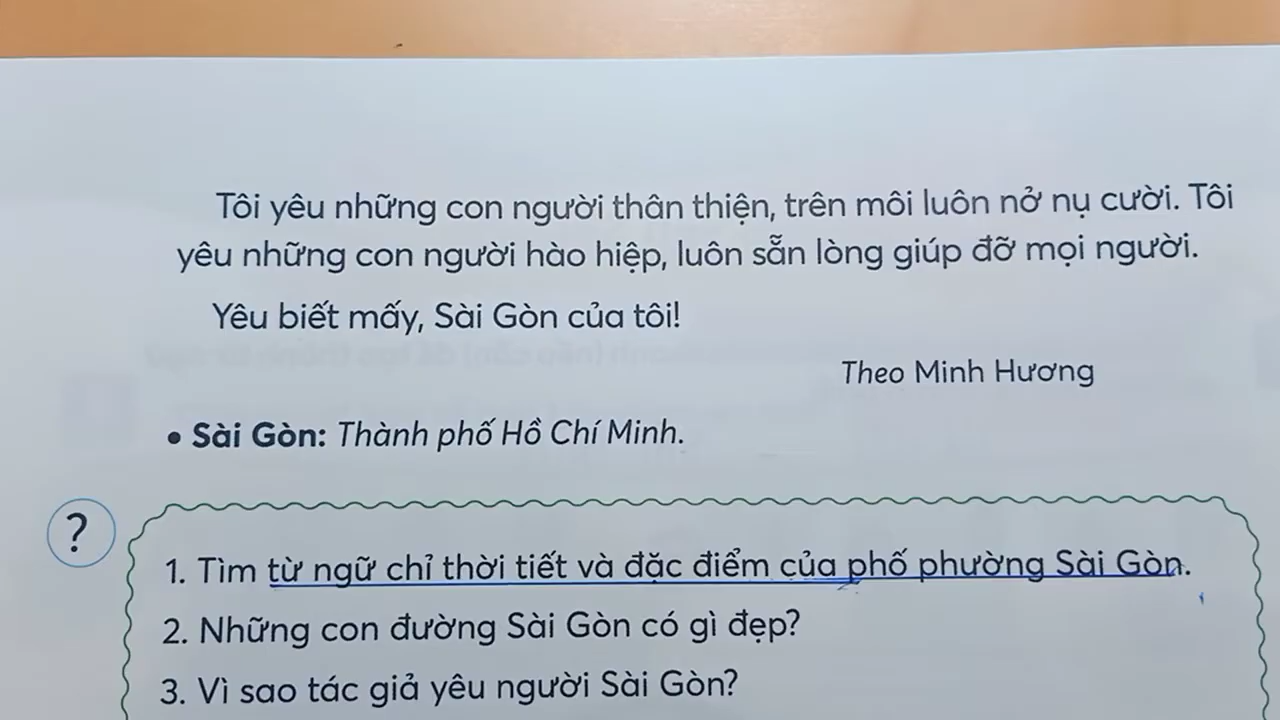 Tôi yêu những con người thân thiện, trên môi luôn nở nụ cười. Tôi
yêu những con người hào hiệp, luôn sẵn lòng giúp đỡ mọi người.
Yêu biết mấy, Sài Gòn của tôi!
Theo Minh Hương
• Sài Gòn: Thành phố Hồ Chí Minh.
?
1. Tìm từ ngữ chỉ thời tiết và đặc điểm của phố phường Sài Gòn.
2. Những con đường Sài Gòn có gì đẹp?
3. Vì sao tác giả yêu người Sài Gòn?